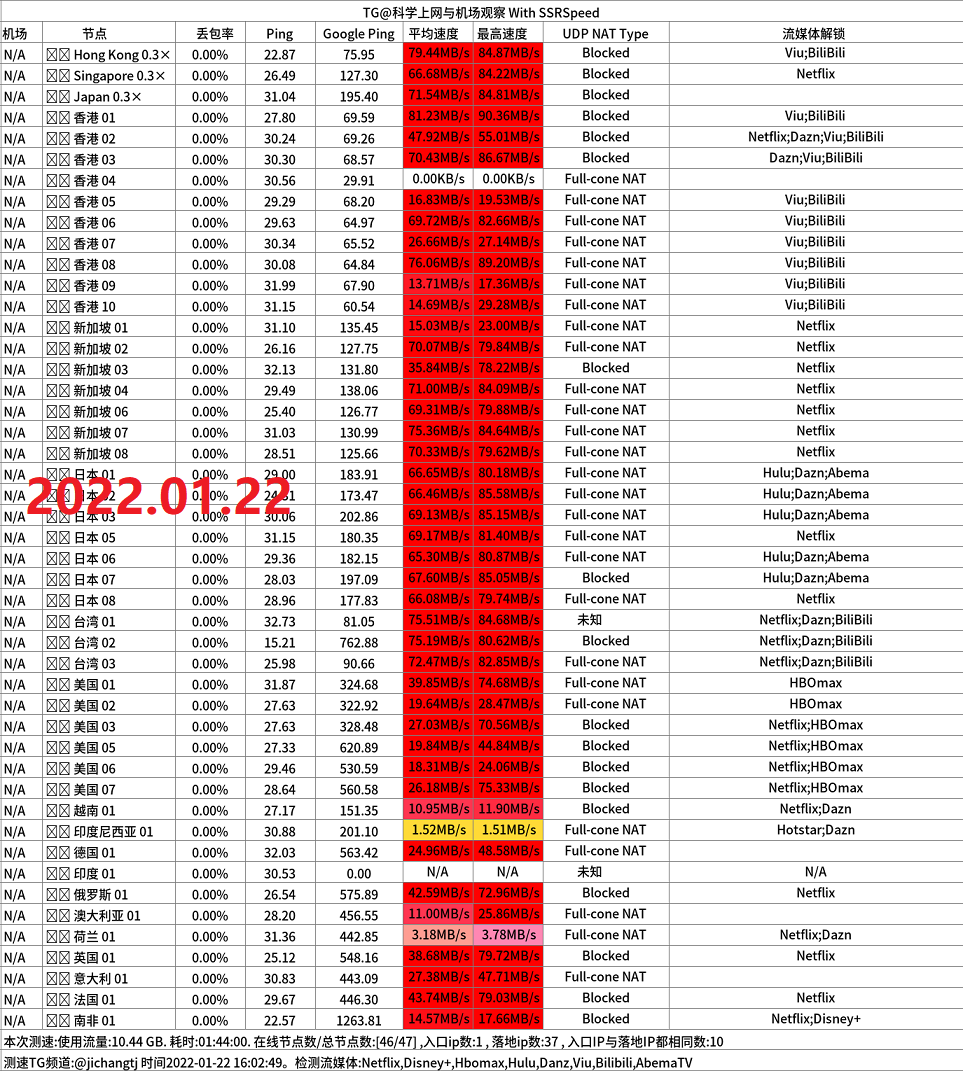 TG@科学上网与机场观察 With SSRSpeed
机场 节点 丢包率 Ping Google Ping 平均速度 最高速度 UDP NAT Type 流媒体解锁
N/A Hong Kong 0.3× 0.00% 22.87 75.95 79.44MB/s 84.87MB/s Blocked Viu;BiliBili
N/A Singapore 0.3× 0.00% 26.49 127.30 66.68MB/s 84.22MB/s Blocked Netflix
N/A Japan 0.3× 0.00% 31.04 195.40 71.54MB/s 84.81MB/s Blocked
N/A 香港 01 0.00% 27.80 69.59 81.23MB/s 90.36MB/s Blocked Viu;BiliBili
N/A 香港 02 0.00% 30.24 69.26 47.92MB/s 55.01MB/s Blocked Netflix;Dazn;Viu;BiliBili
N/A 香港 03 0.00% 30.30 68.57 70.43MB/s 86.67MB/s Blocked Dazn;Viu;BiliBili
N/A 香港 04 0.00% 30.56 29.91 0.00KB/s 0.00KB/s Full-cone NAT
N/A 香港 05 0.00% 29.29 68.20 16.83MB/s 19.53MB/s Full-cone NAT Viu;BiliBili
N/A 香港 06 0.00% 29.63 64.97 69.72MB/s 82.66MB/s Full-cone NAT Viu;BiliBili
N/A 香港 07 0.00% 30.34 65.52 26.66MB/s 27.14MB/s Full-cone NAT Viu;BiliBili
N/A 香港 08 0.00% 30.08 64.84 76.06MB/s 89.20MB/s Full-cone NAT Viu;BiliBili
N/A 香港 09 0.00% 31.99 67.90 13.71MB/s 17.36MB/s Full-cone NAT Viu;BiliBili
N/A 香港 10 0.00% 31.15 60.54 14.69MB/s 29.28MB/s Full-cone NAT Viu;BiliBili
N/A 新加坡 01 0.00% 31.10 135.45 15.03MB/s 23.00MB/s Full-cone NAT Netflix
N/A 新加坡 02 0.00% 26.16 127.75 70.07MB/s 79.84MB/s Full-cone NAT Netflix
N/A 新加坡 03 0.00% 32.13 131.80 35.84MB/s 78.22MB/s Blocked Netflix
N/A 新加坡 04 0.00% 29.49 138.06 71.00MB/s 84.09MB/s Full-cone NAT Netflix
N/A 新加坡 06 0.00% 25.40 126.77 69.31MB/s 79.88MB/s Full-cone NAT Netflix
N/A 新加坡 07 0.00% 31.03 130.99 75.36MB/s 84.64MB/s Full-cone NAT Netflix
N/A 新加坡 08 0.00% 28.51 125.66 70.33MB/s 79.62MB/s Full-cone NAT Netflix
N/A 日本 01 0.00% 29.00 183.91 66.65MB/s 80.18MB/s Full-cone NAT Hulu;Dazn;Abema
N/A 日本 02 0.00% 173.47 66.46MB/s 85.58MB/s Full-cone NAT Hulu;Dazn;Abema
2022.01.22
N/A 日本 03 0.00% 30.06 202.86 69.13MB/s 85.15MB/s Full-cone NAT Hulu;Dazn;Abema
N/A 日本 05 0.00% 31.15 180.35 69.17MB/s 81.40MB/s Full-cone NAT Netflix
N/A 日本 06 0.00% 29.36 182.15 65.30MB/s 80.87MB/s Full-cone NAT Hulu;Dazn;Abema
N/A 日本 07 0.00% 28.03 197.09 67.60MB/s 85.05MB/s Blocked Hulu;Dazn;Abema
N/A 日本 08 0.00% 28.96 177.83 66.08MB/s 79.74MB/s Full-cone NAT Netflix
N/A 台湾 01 0.00% 32.73 81.05 75.51MB/s 84.68MB/s 未知 Netflix;Dazn;BiliBili
N/A 台湾 02 0.00% 15.21 762.88 75.19MB/s 80.62MB/s Blocked Netflix;Dazn;BiliBili
N/A 台湾 03 0.00% 25.98 90.66 72.47MB/s 82.85MB/s Full-cone NAT Netflix;Dazn;BiliBili
N/A 美国 01 0.00% 31.87 324.68 39.85MB/s 74.68MB/s Full-cone NAT HBOmax
N/A 美国 02 0.00% 27.63 322.92 19.64MB/s 28.47MB/s Full-cone NAT HBOmax
N/A 美国 03 0.00% 27.63 328.48 27.03MB/s 70.56MB/s Blocked Netflix;HBOmax
N/A 美国 05 0.00% 27.33 620.89 19.84MB/s 44.84MB/s Blocked Netflix;HBOmax
N/A 美国 06 0.00% 29.46 530.59 18.31MB/s 24.06MB/s Blocked Netflix;HBOmax
N/A 美国 07 0.00% 28.64 560.58 26.18MB/s 75.33MB/s Blocked Netflix;HBOmax
N/A 越南 01 0.00% 27.17 151.35 10.95MB/s 11.90MB/s Blocked Netflix;Dazn
N/A 印度尼西亚 01 0.00% 30.88 201.10 1.52MB/s 1.51MB/s Full-cone NAT Hotstar;Dazn
N/A 德国 01 0.00% 32.03 563.42 24.96MB/s 48.58MB/s Full-cone NAT
N/A 印度 01 0.00% 30.53 0.00 N/A N/A 未知 N/A
N/A 俄罗斯 01 0.00% 26.54 575.89 42.59MB/s 72.96MB/s Blocked Netflix
N/A 澳大利亚 01 0.00% 28.20 456.55 11.00MB/s 25.86MB/s Full-cone NAT
N/A 荷兰 01 0.00% 31.36 442.85 3.18MB/s 3.78MB/s Full-cone NAT Netflix;Dazn
N/A 英国 01 0.00% 25.12 548.16 38.68MB/s 79.72MB/s Blocked Netflix
N/A 意大利 01 0.00% 30.83 443.09 27.38MB/s 47.71MB/s Full-cone NAT
N/A 法国 01 0.00% 29.67 446.30 43.74MB/s 79.03MB/s Blocked Netflix
N/A 南非 01 0.00% 22.57 1263.81 14.57MB/s 17.66MB/s Blocked Netflix;Disney+
本次测速:使用流量:10.44 GB. 耗时:01:44:00. 在线节点数/总节点数:[46/47] ,入口ip数:1 , 落地ip数:37 , 入口IP与落地IP都相同数:10
测速TG频道:@jichangtj 时间2022-01-22 16:02:49。检测流媒体:Netflix,Disney+,Hbomax,Hulu,Danz,Viu,Bilibili,AbemaTV